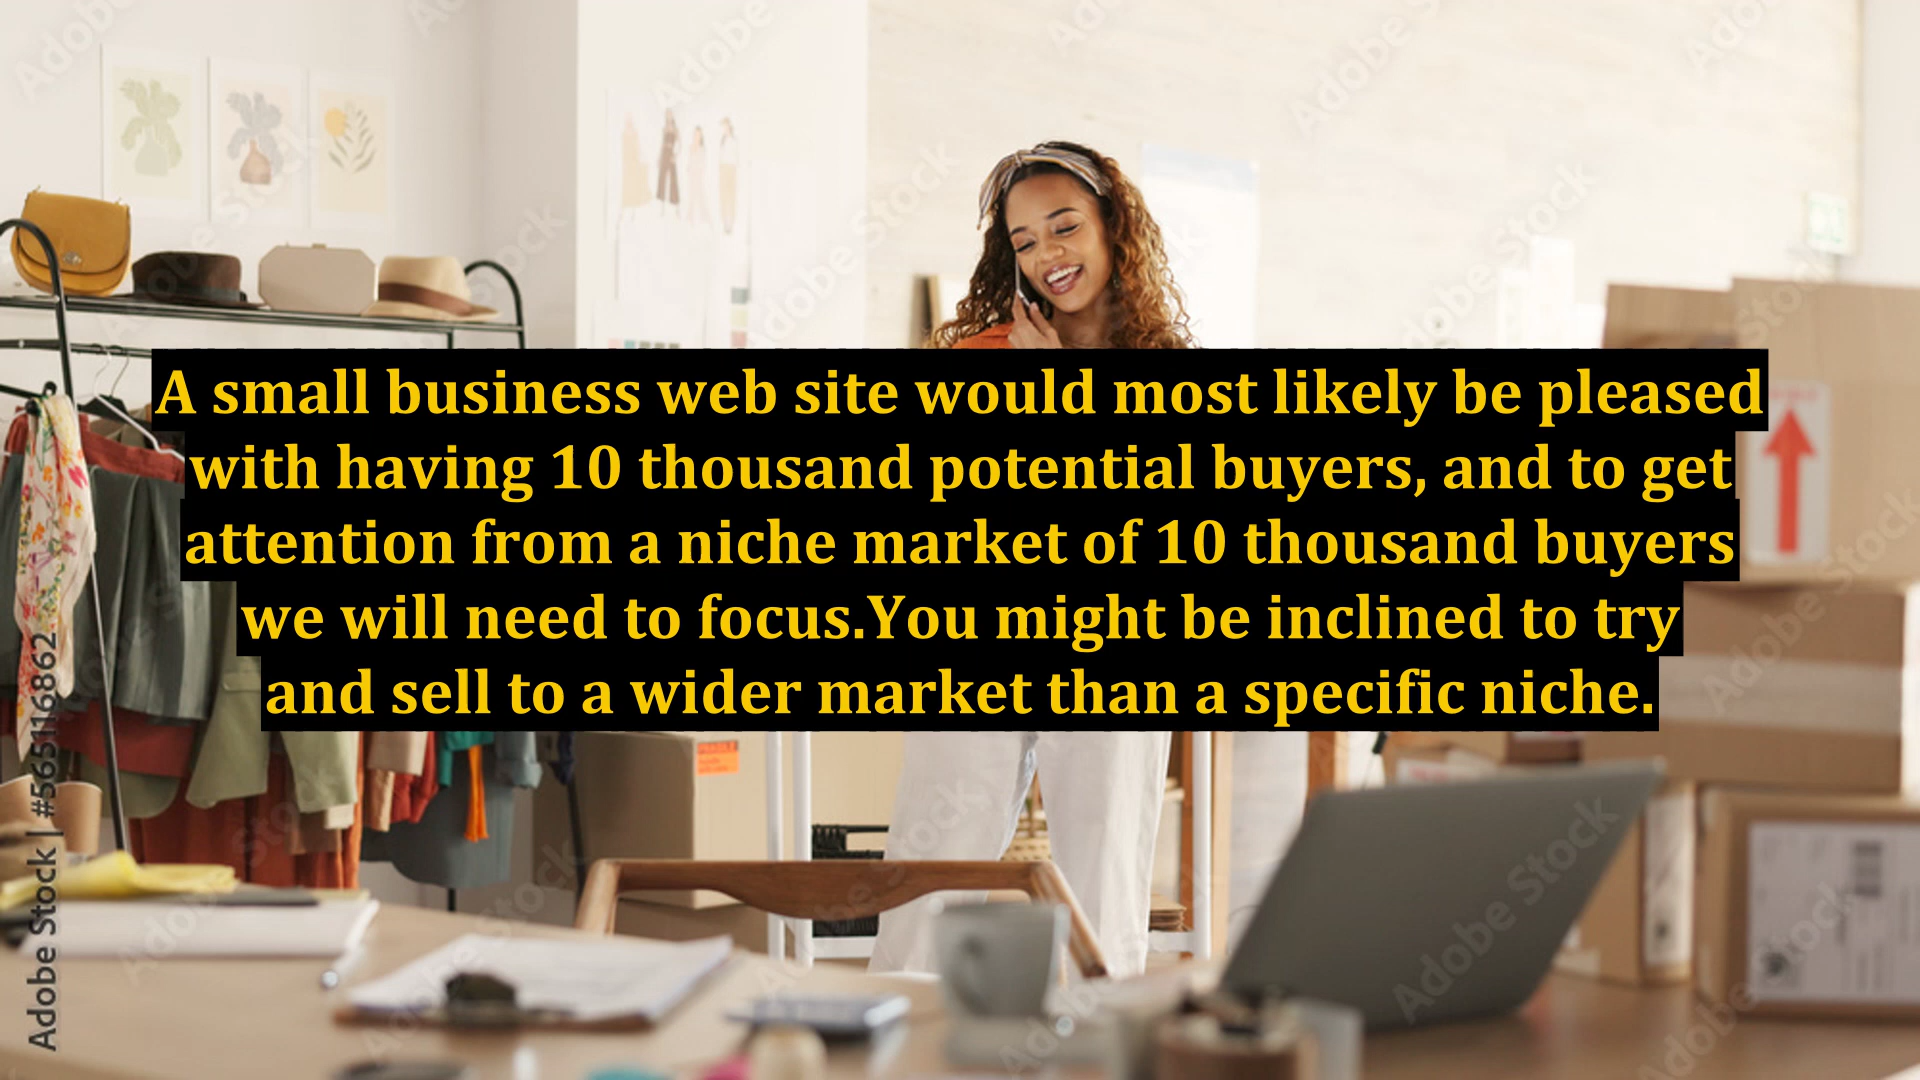 A small business web site would most likely be pleased
with having 10 thousand potential buyers, and to get
attention from a niche market of 10 thousand buyers
we will need to focus.You might be inclined to try
and sell to a wider market than a specific niche.
Adobe Stock | #565116862
Adobe Stock